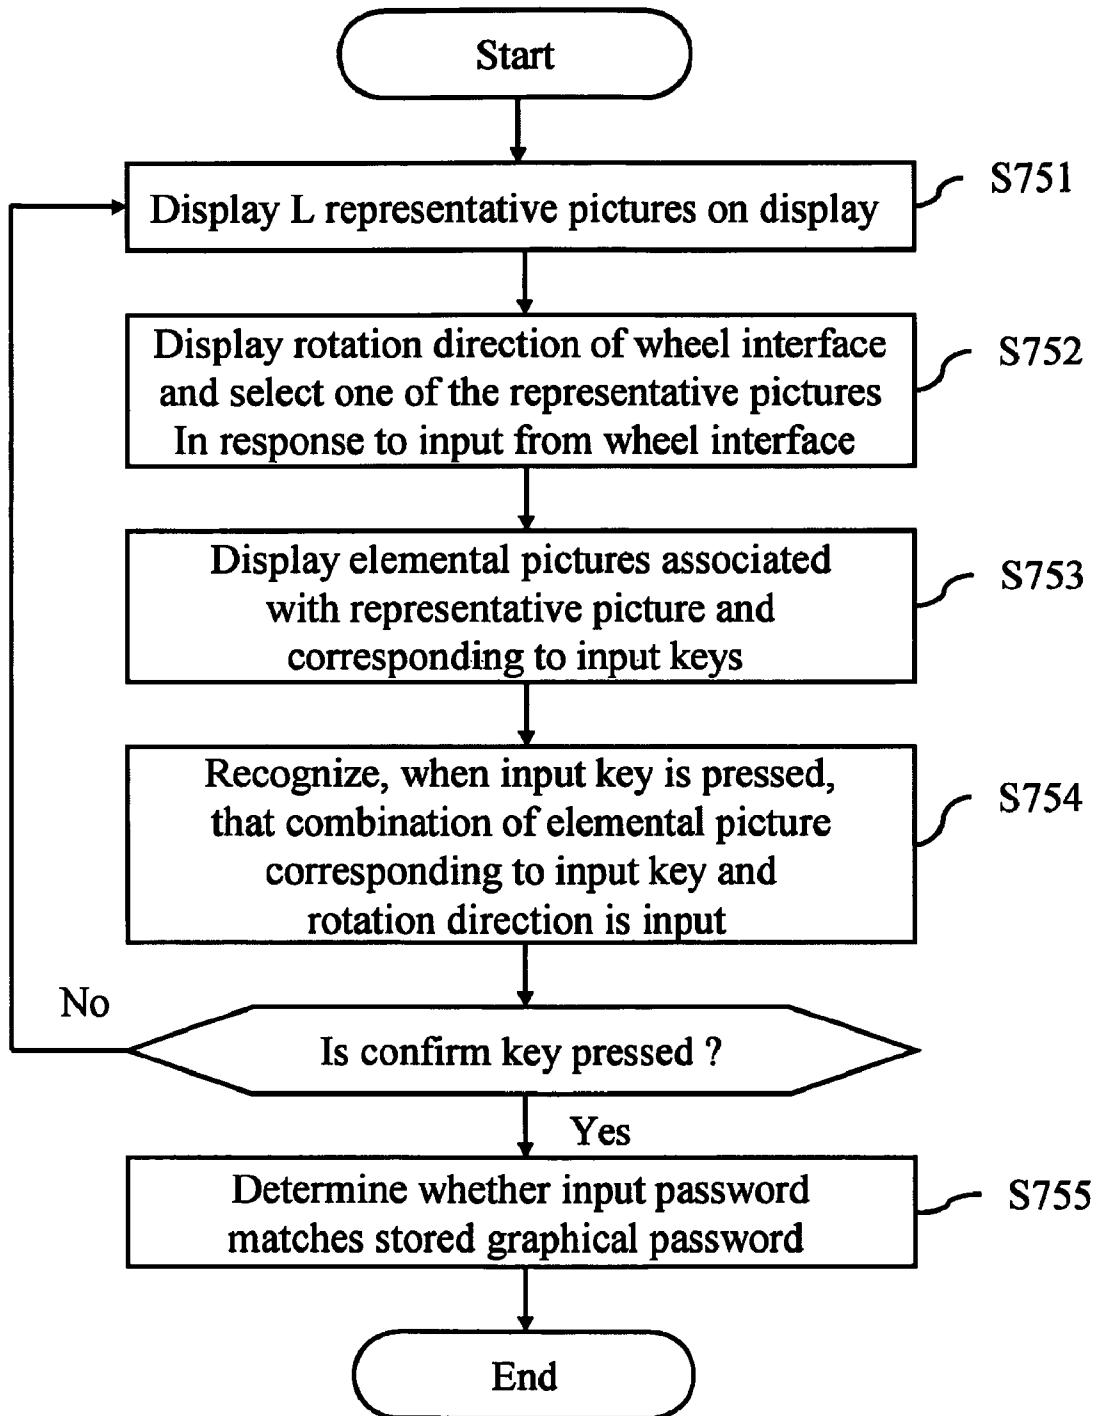 Start
Display L representative pictures on display
S751
Display rotation direction of wheel interface
and select one of the representative pictures
In response to input from wheel interface
S752
Display elemental pictures associated
with representative picture and
corresponding to input keys
S753
Recognize, when input key is pressed,
that combination of elemental picture
corresponding to input key and
rotation direction is input
S754
No
Is confirm key pressed ?
Yes
Determine whether input password
matches stored graphical password
S755
End